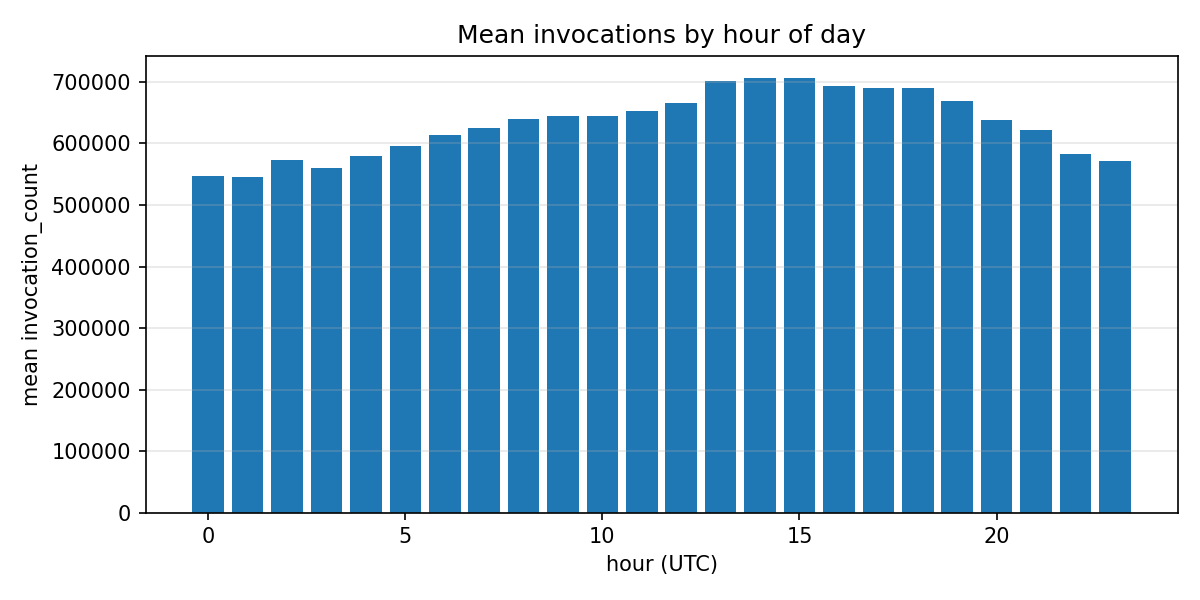 Mean invocations by hour of day
mean invocation_count
700000
600000
500000
400000
300000
200000
100000
0
0 5 10 15 20
hour (UTC)